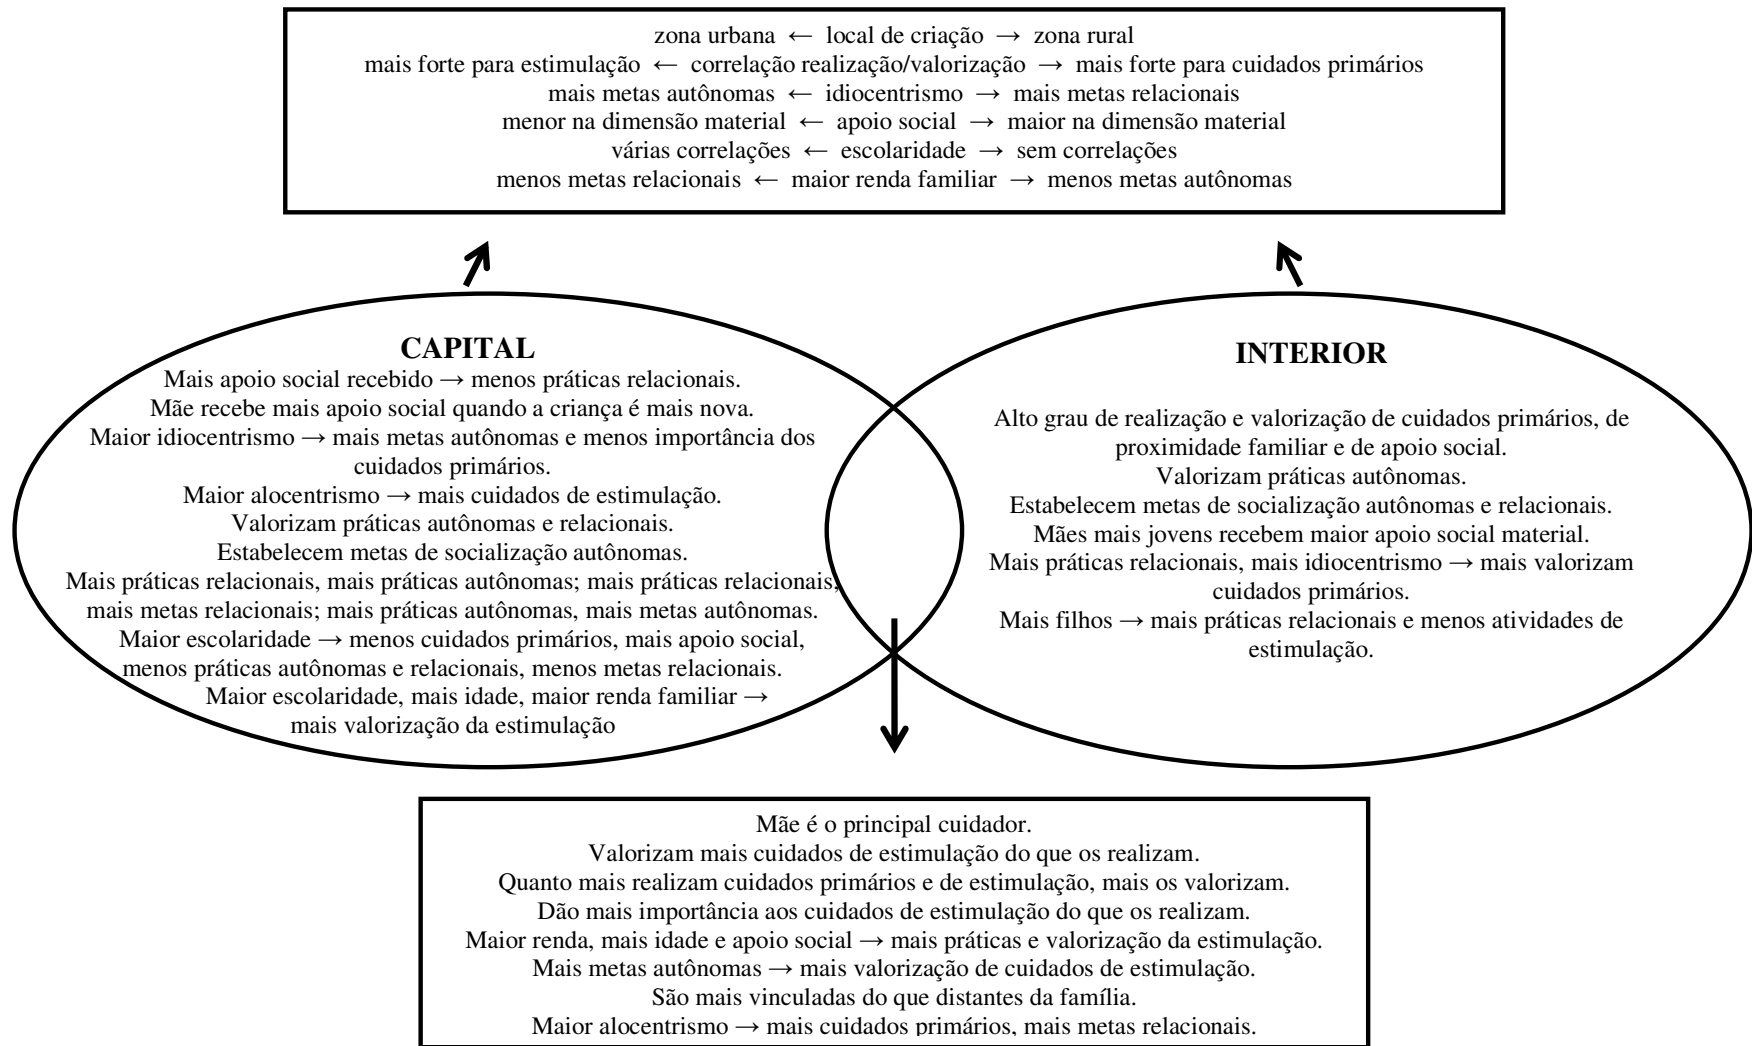 zona urbana ← local de criação → zona rural
mais forte para estimulação ← correlação realização/valorização → mais forte para cuidados primários
mais metas autônomas ← idiocentrismo → mais metas relacionais
menor na dimensão material ← apoio social → maior na dimensão material
várias correlações ← escolaridade → sem correlações
menos metas relacionais ← maior renda familiar → menos metas autônomas
CAPITAL
Mais apoio social recebido → menos práticas relacionais.
Mãe recebe mais apoio social quando a criança é mais nova.
Maior idiocentrismo → mais metas autônomas e menos importância dos
cuidados primários.
Maior alocentrismo → mais cuidados de estimulação.
Valorizam práticas autônomas e relacionais.
Estabelecem metas de socialização autônomas.
Mais práticas relacionais, mais práticas autônomas; mais práticas relacionais,
mais metas relacionais; mais práticas autônomas, mais metas autônomas.
Maior escolaridade → menos cuidados primários, mais apoio social,
menos práticas autônomas e relacionais, menos metas relacionais.
Maior escolaridade, mais idade, maior renda familiar →
mais valorização da estimulação
INTERIOR
Alto grau de realização e valorização de cuidados primários, de
proximidade familiar e de apoio social.
Valorizam práticas autônomas.
Estabelecem metas de socialização autônomas e relacionais.
Mães mais jovens recebem maior apoio social material.
Mais práticas relacionais, mais idiocentrismo → mais valorizam
cuidados primários.
Mais filhos → mais práticas relacionais e menos atividades de
estimulação.
Mãe é o principal cuidador.
Valorizam mais cuidados de estimulação do que os realizam.
Quanto mais realizam cuidados primários e de estimulação, mais os valorizam.
Dão mais importância aos cuidados de estimulação do que os realizam.
Maior renda, mais idade e apoio social → mais práticas e valorização da estimulação.
Mais metas autônomas → mais valorização de cuidados de estimulação.
São mais vinculadas do que distantes da família.
Maior alocentrismo → mais cuidados primários, mais metas relacionais.